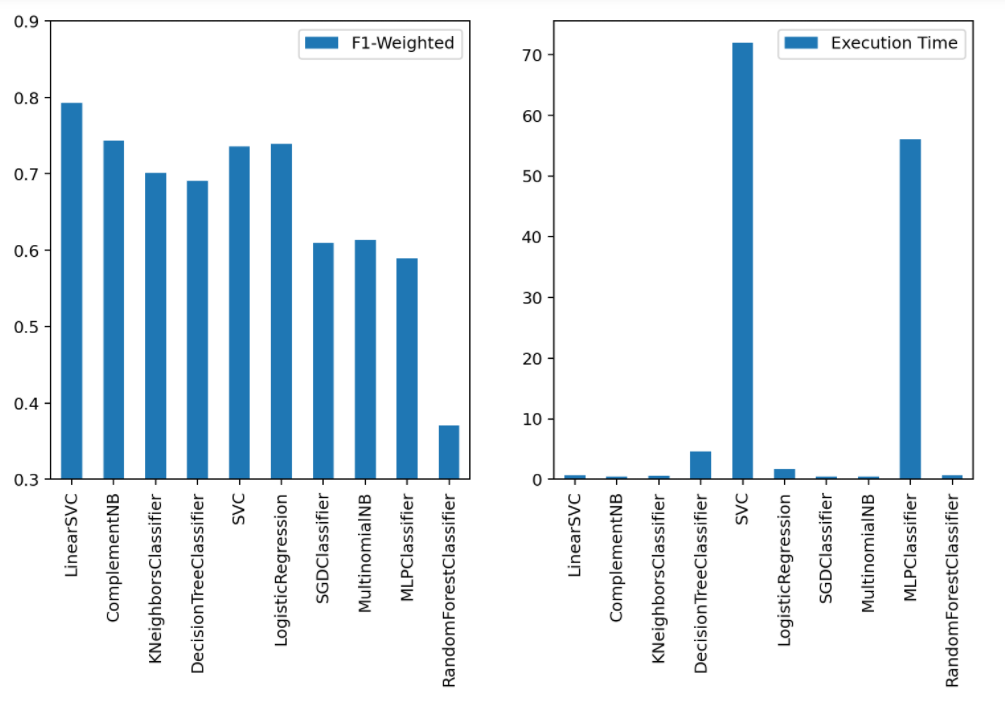 F1-Weighted
0.9
0.8
0.7
0.6
0.5
0.4
0.3
LinearSVC
ComplementNB
KNeighborsClassifier
DecisionTreeClassifier
SVC
LogisticRegression
SGDClassifier
MultinomialNB
MLPClassifier
RandomForestClassifier
Execution Time
70
60
50
40
30
20
10
0
LinearSVC
ComplementNB
KNeighborsClassifier
DecisionTreeClassifier
SVC
LogisticRegression
SGDClassifier
MultinomialNB
MLPClassifier
RandomForestClassifier